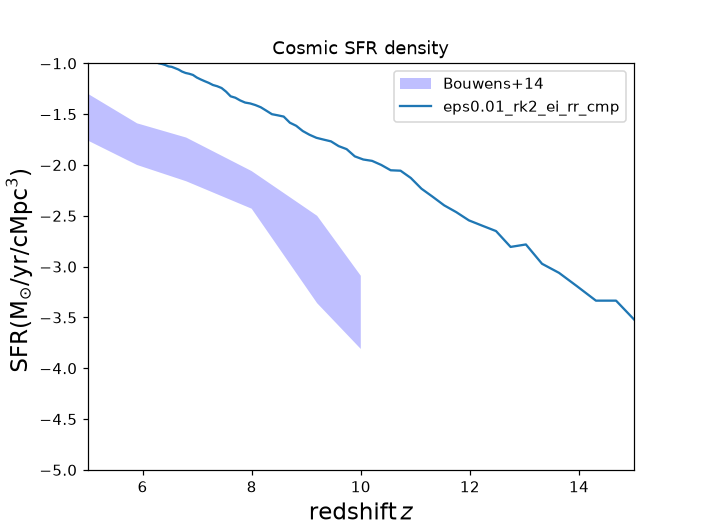 Cosmic SFR density
Bouwens+14
eps0.01_rk2_ei_rr_cmp
−1.0
−1.5
−2.0
−2.5
−3.0
−3.5
−4.0
−4.5
−5.0
SFR(M⊙/yr/cMpc³)
6 8 10 12 14
redshift z